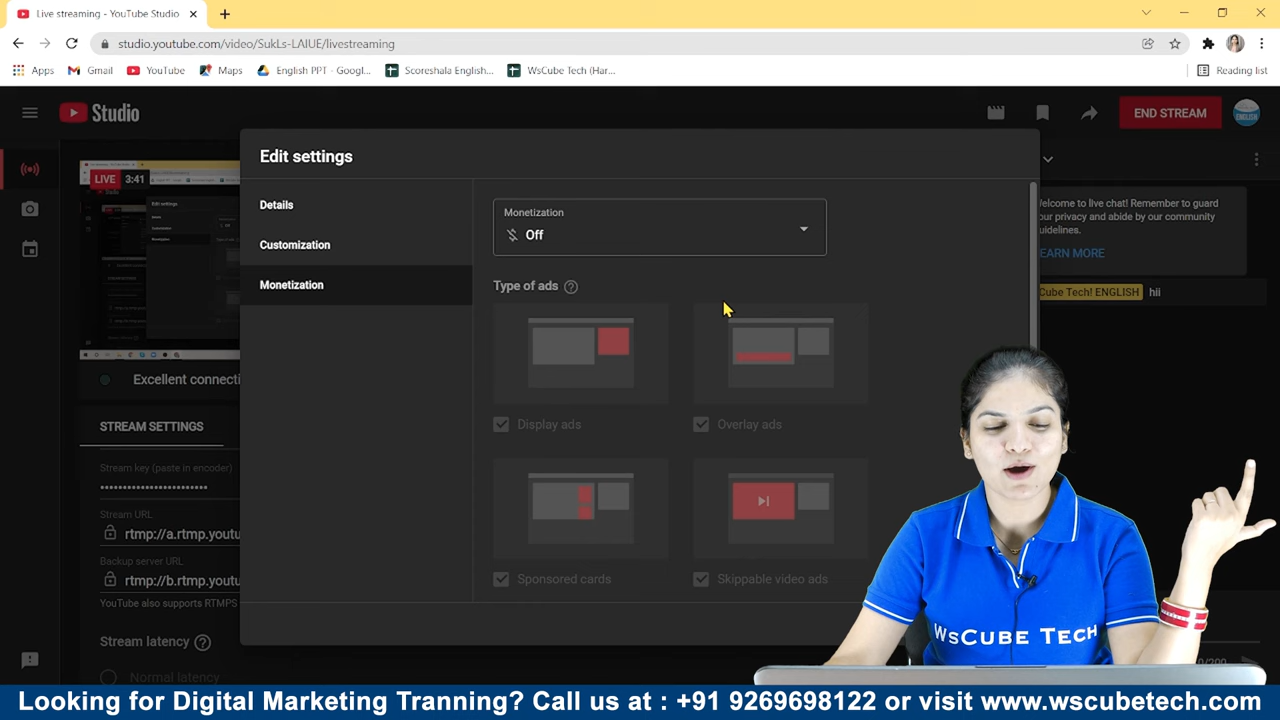 Live streaming - YouTube Studio
studio.youtube.com/video/SukLs-LAIUE/livestreaming
Apps Gmail YouTube Maps English PPT - Googl... Scoreshala English... WsCube Tech (Har... Reading list
Studio
END STREAM
ENGLISH
LIVE 3:41
Edit settings
Details
Customization
Monetization
Monetization
Off
Type of ads
Display ads
Overlay ads
Sponsored cards
Skippable video ads
elcome to live chat! Remember to guard
our privacy and abide by our community
uidelines.
EARN MORE
Cube Tech! ENGLISH hii
Excellent connecti
STREAM SETTINGS
Stream key (paste in encoder)
Stream URL
rtmp://a.rtmp.youtu
Backup server URL
rtmp://b.rtmp.youtu
YouTube also supports RTMPS
Stream latency
Normal latency
WsCube Tech
Looking for Digital Marketing Tranning? Call us at : +91 9269698122 or visit www.wscubetech.com